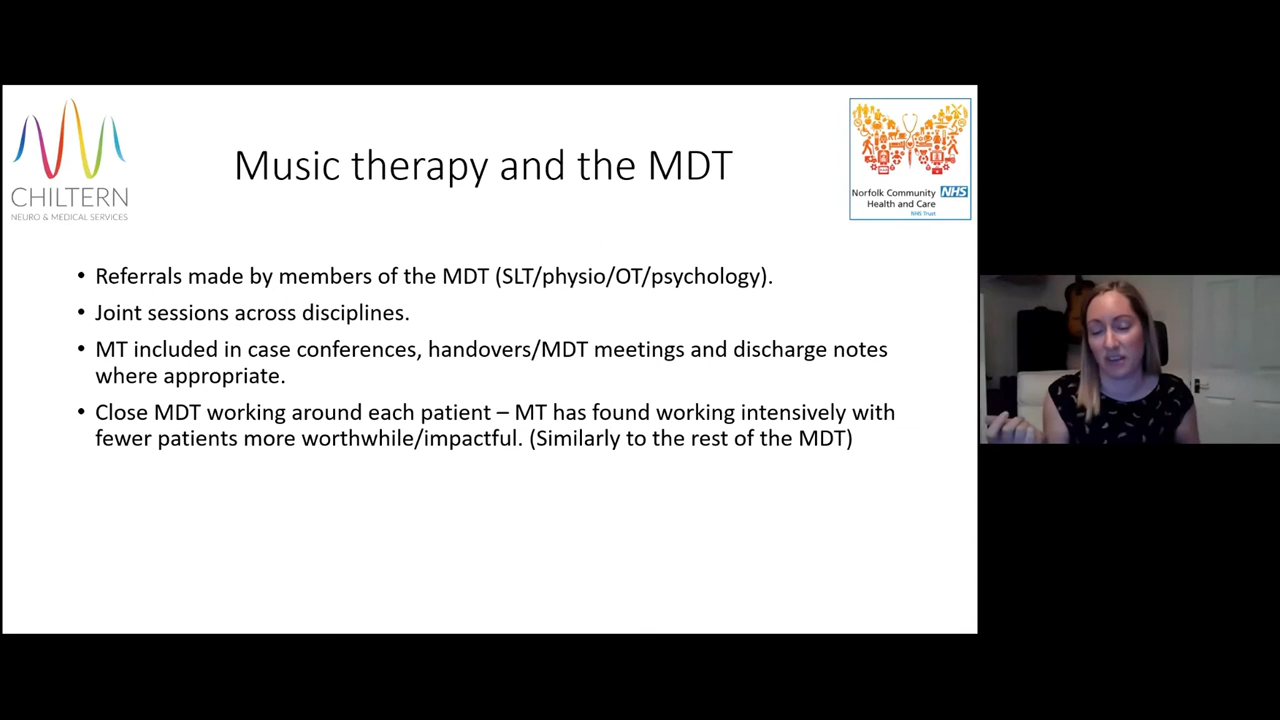 CHILTERN
NEURO & MEDICAL SERVICES
Music therapy and the MDT
Norfolk Community NHS
Health and Care
NHS Trust
• Referrals made by members of the MDT (SLT/physio/OT/psychology).
• Joint sessions across disciplines.
• MT included in case conferences, handovers/MDT meetings and discharge notes
where appropriate.
• Close MDT working around each patient – MT has found working intensively with
fewer patients more worthwhile/impactful. (Similarly to the rest of the MDT)